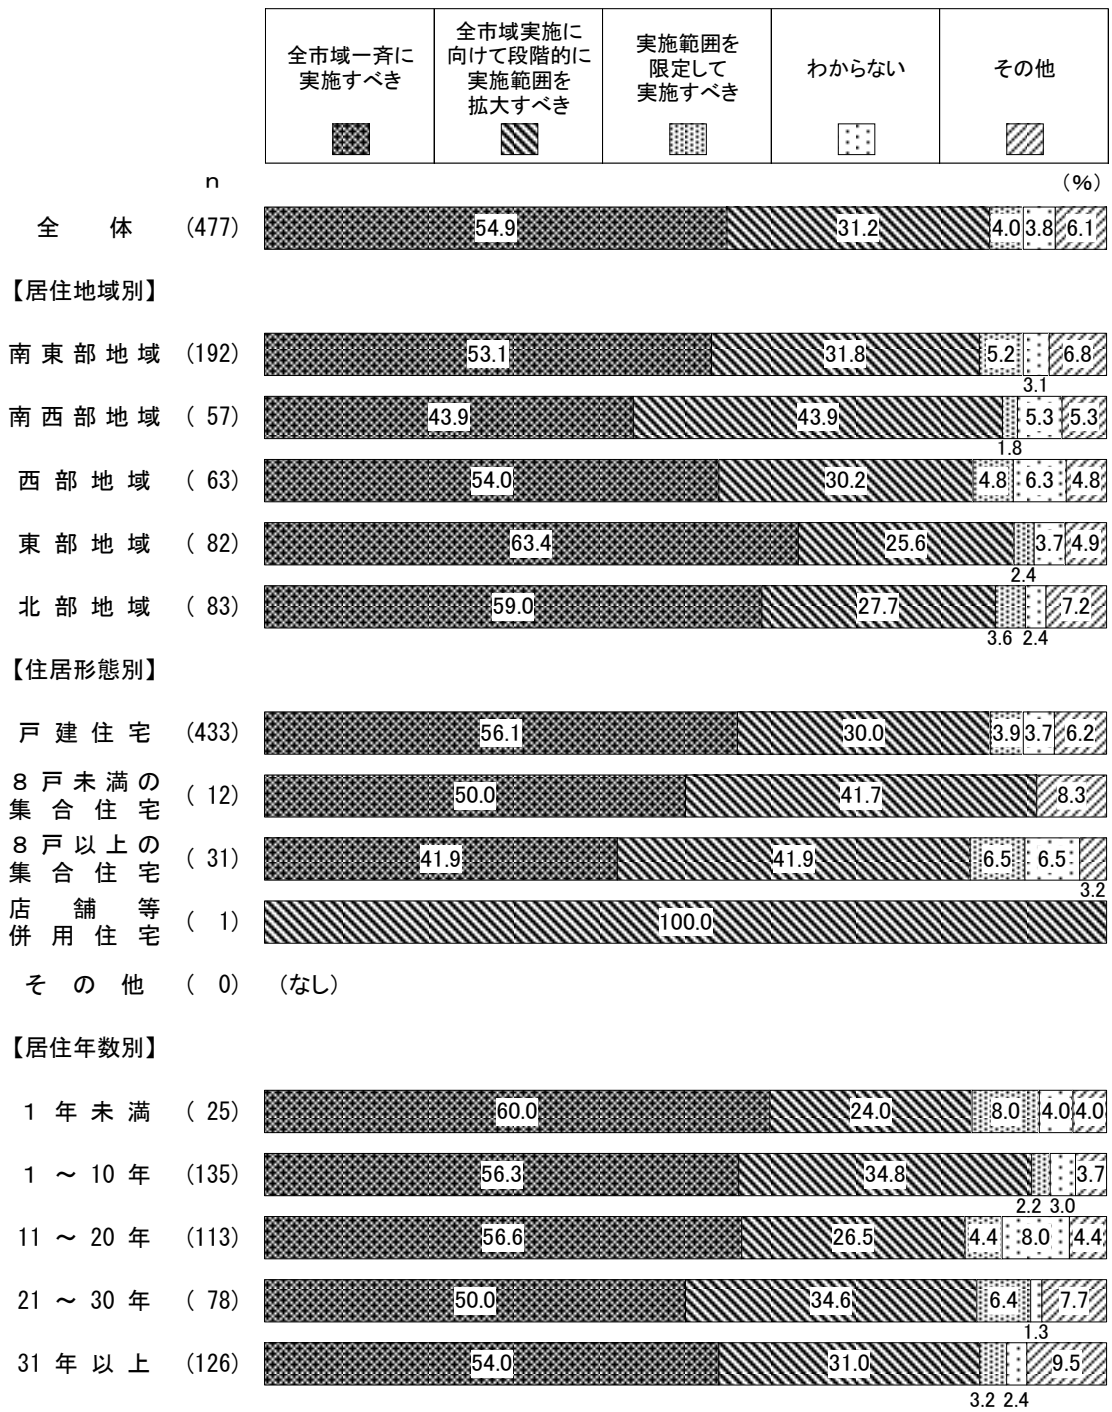 全市域一斉に
実施すべき
全市域実施に
向けて段階的に
実施範囲を
拡大すべき
実施範囲を
限定して
実施すべき
わからない
その他
n
(%)
全 体 (477) 54.9 31.2 4.0 3.8 6.1
【居住地域別】
南東部地域 (192) 53.1 31.8 5.2 6.8
3.1
南西部地域 ( 57) 43.9 43.9 5.3 5.3
1.8
西部地域 ( 63) 54.0 30.2 4.8 6.3 4.8
東部地域 ( 82) 63.4 25.6 3.7 4.9
2.4
北部地域 ( 83) 59.0 27.7 7.2
3.6 2.4
【住居形態別】
戸建住宅 (433) 56.1 30.0 3.9 3.7 6.2
8戸未満の
集合住宅 ( 12) 50.0 41.7 8.3
8戸以上の
集合住宅 ( 31) 41.9 41.9 6.5 6.5
3.2
店舗等
併用住宅 ( 1) 100.0
その他 ( 0) (なし)
【居住年数別】
1年未満 ( 25) 60.0 24.0 8.0 4.0 4.0
1～10年 (135) 56.3 34.8 3.7
2.2 3.0
11～20年 (113) 56.6 26.5 4.4 8.0 4.4
21～30年 ( 78) 50.0 34.6 6.4 7.7
1.3
31年以上 (126) 54.0 31.0 9.5
3.2 2.4